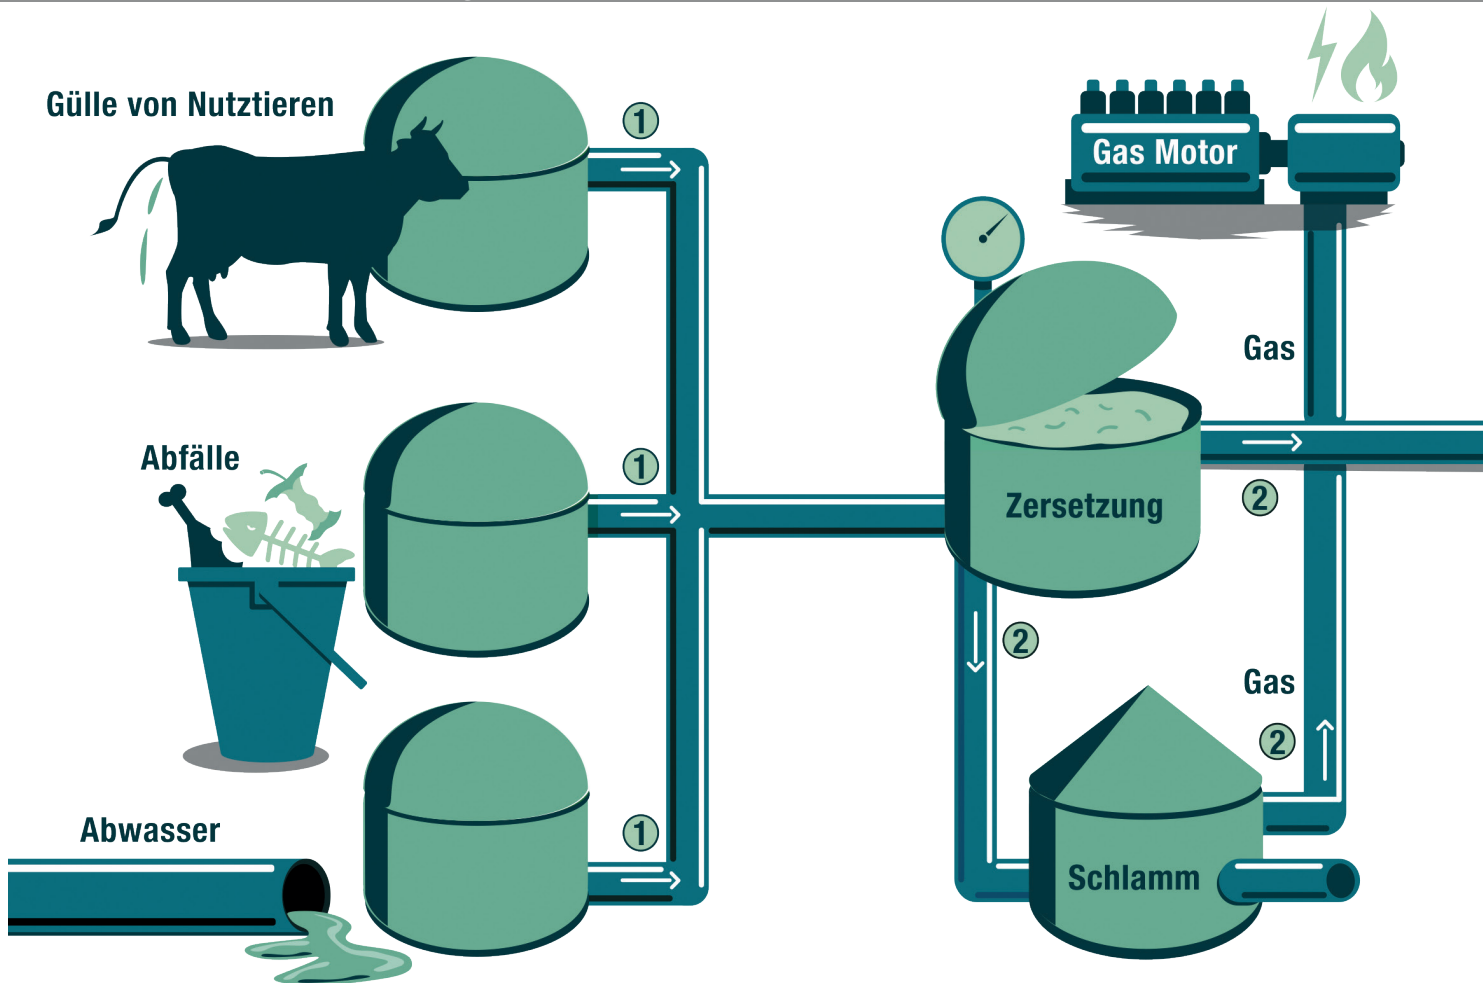 Gülle von Nutztieren
1
Gas Motor
Gas
Abfälle
1
Zersetzung
2
2
Gas
2
Abwasser
1
Schlamm